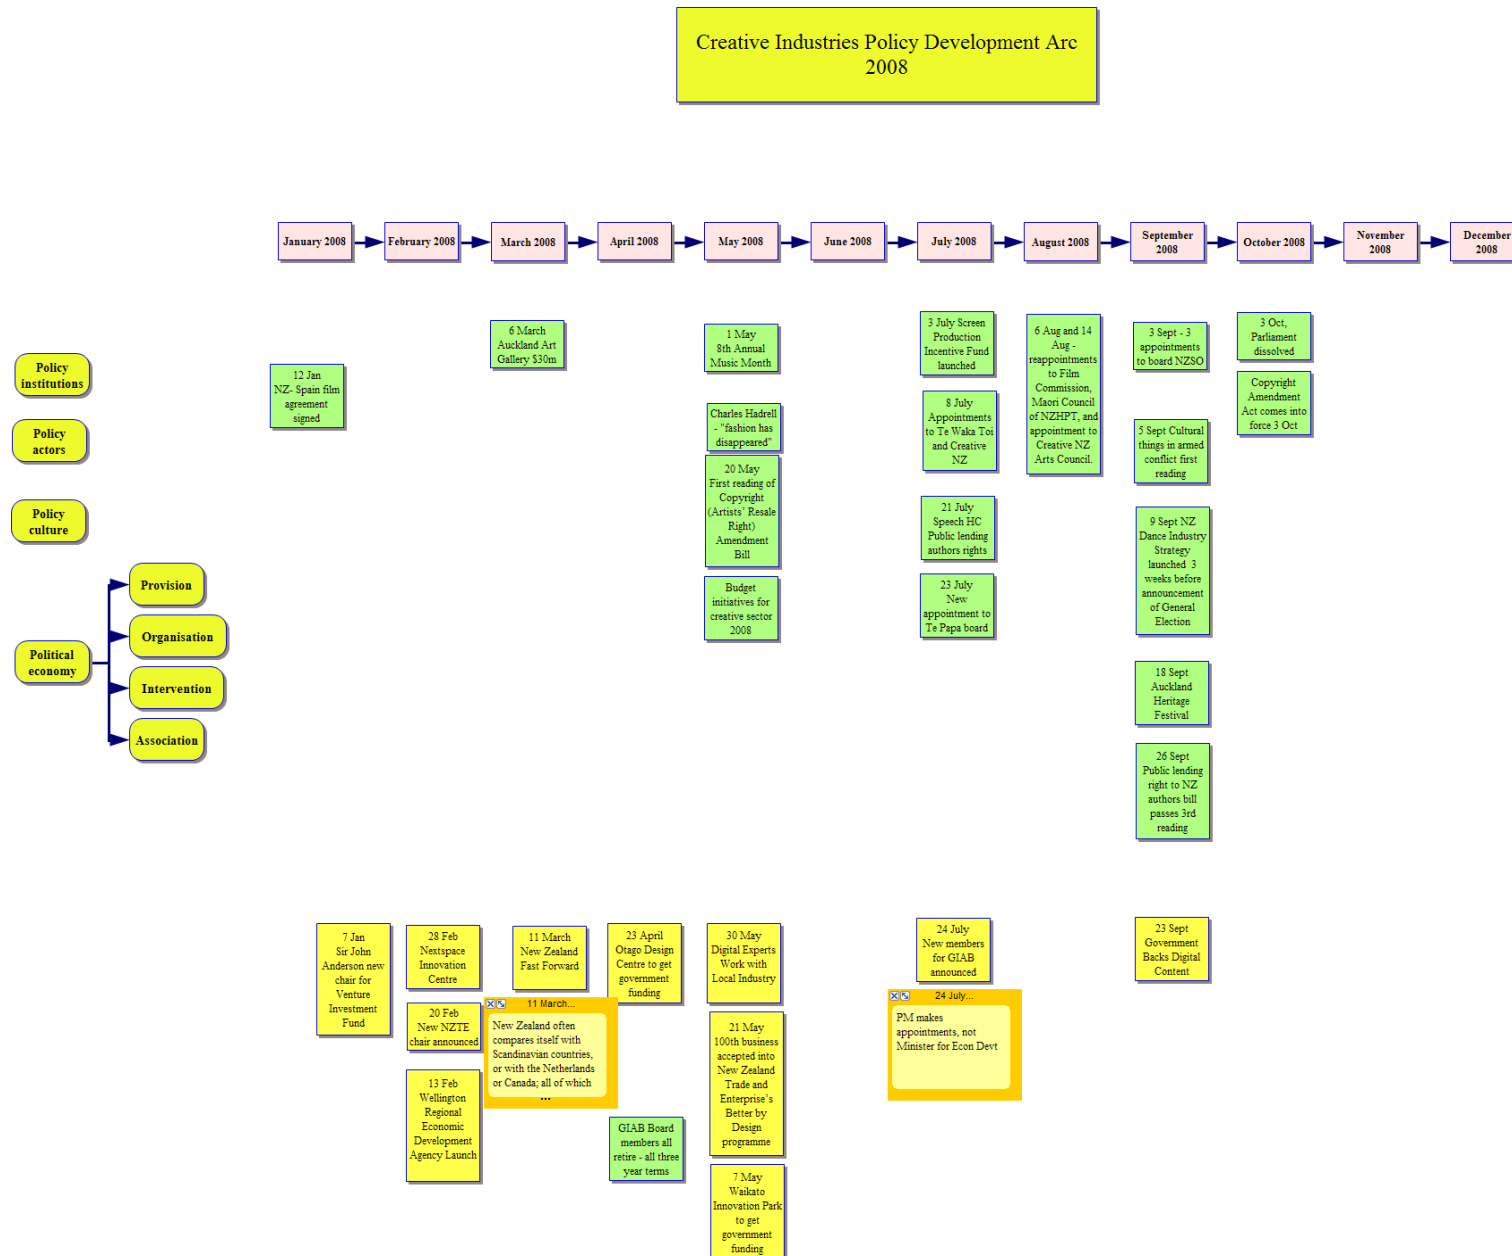 Creative Industries Policy Development Arc
2008
January 2008
February 2008
March 2008
April 2008
May 2008
June 2008
July 2008
August 2008
September
2008
October 2008
November
2008
December
2008
Policy
institutions
Policy
actors
Policy
culture
Political
economy
Provision
Organisation
Intervention
Association
12 Jan
NZ- Spain film
agreement
signed
6 March
Auckland Art
Gallery $30m
1 May
8th Annual
Music Month
Charles Hadrell
- "fashion has
disappeared"
20 May
First reading of
Copyright
(Artists' Resale
Right)
Amendment
Bill
Budget
initiatives for
creative sector
2008
3 July Screen
Production
Incentive Fund
launched
8 July
Appointments
to Te Waka Toi
and Creative
NZ
21 July
Speech HC
Public lending
authors rights
23 July
New
appointment to
Te Papa board
6 Aug and 14
Aug -
reappointments
to Film
Commission,
Maori Council
of NZHPT, and
appointment to
Creative NZ
Arts Council.
3 Sept - 3
appointments
to board NZSO
5 Sept Cultural
things in armed
conflict first
reading
9 Sept NZ
Dance Industry
Strategy
launched 3
weeks before
announcement
of General
Election
18 Sept
Auckland
Heritage
Festival
26 Sept
Public lending
right to NZ
authors bill
passes 3rd
reading
3 Oct,
Parliament
dissolved
Copyright
Amendment
Act comes into
force 3 Oct
7 Jan
Sir John
Anderson new
chair for
Venture
Investment
Fund
28 Feb
Nextspace
Innovation
Centre
20 Feb
New NZTE
chair announced
13 Feb
Wellington
Regional
Economic
Development
Agency Launch
11 March
New Zealand
Fast Forward
11 March...
New Zealand often
compares itself with
Scandinavian countries,
or with the Netherlands
or Canada; all of which
...
23 April
Otago Design
Centre to get
government
funding
GIAB Board
members all
retire - all three
year terms
30 May
Digital Experts
Work with
Local Industry
21 May
100th business
accepted into
New Zealand
Trade and
Enterprise's
Better by
Design
programme
7 May
Waikato
Innovation Park
to get
government
funding
24 July
New members
for GIAB
announced
24 July...
PM makes
appointments, not
Minister for Econ Devt
23 Sept
Government
Backs Digital
Content